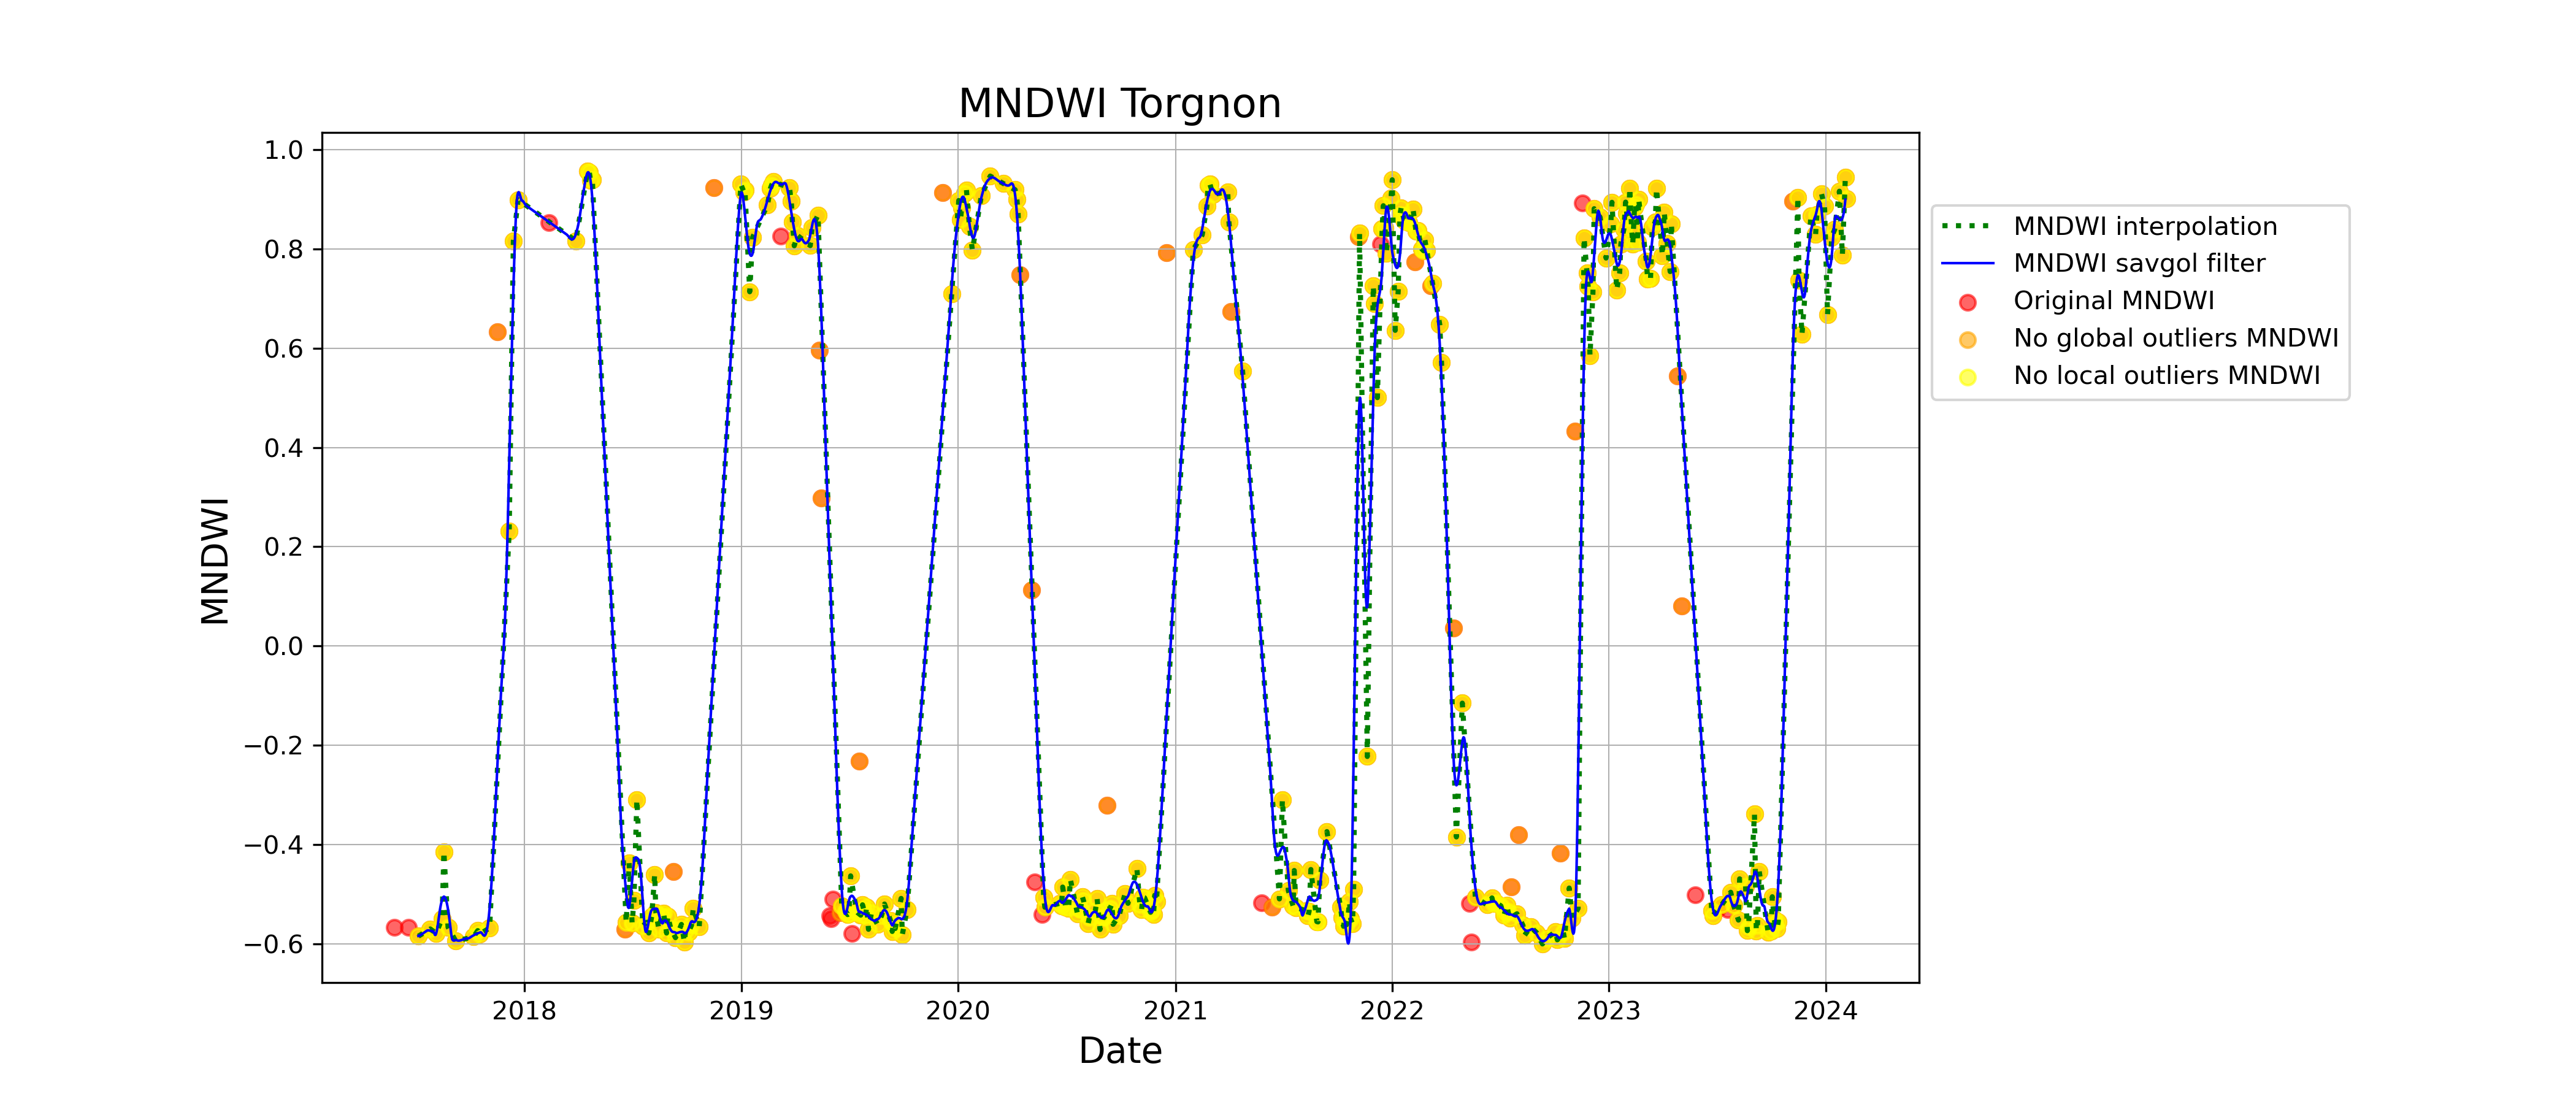 MNDWI Torgnon
1.0
0.8
0.6
0.4
0.2
0.0
−0.2
−0.4
−0.6
MNDWI
2018 2019 2020 2021 2022 2023 2024
Date
MNDWI interpolation
MNDWI savgol filter
Original MNDWI
No global outliers MNDWI
No local outliers MNDWI